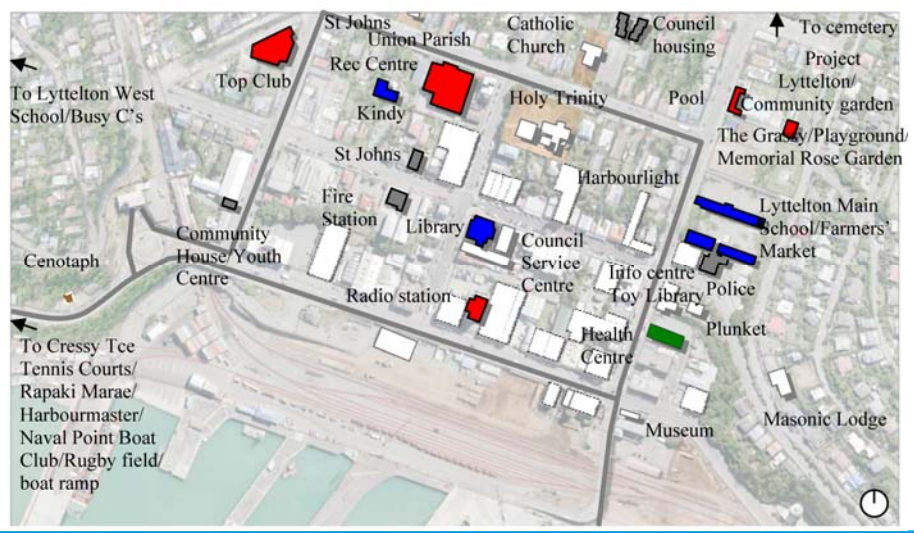 St Johns
Union Parish
Catholic
Church
Council
housing
To cemetery
Top Club
Rec Centre
Kindy
Holy Trinity
Pool
Project
Lyttelton/
Community garden
To Lyttelton West
School/Busy C's
The Grassy/Playground/
Memorial Rose Garden
St Johns
Harbourlight
Fire
Station
Library
Lyttelton Main
School/Farmers'
Market
Community
House/Youth
Centre
Council
Service
Centre
Cenotaph
Info centre
Toy Library
Police
Radio station
Health
Centre
Plunket
To Cressy Tce
Tennis Courts/
Rapaki Marae/
Harbourmaster/
Naval Point Boat
Club/Rugby field/
boat ramp
Museum
Masonic Lodge